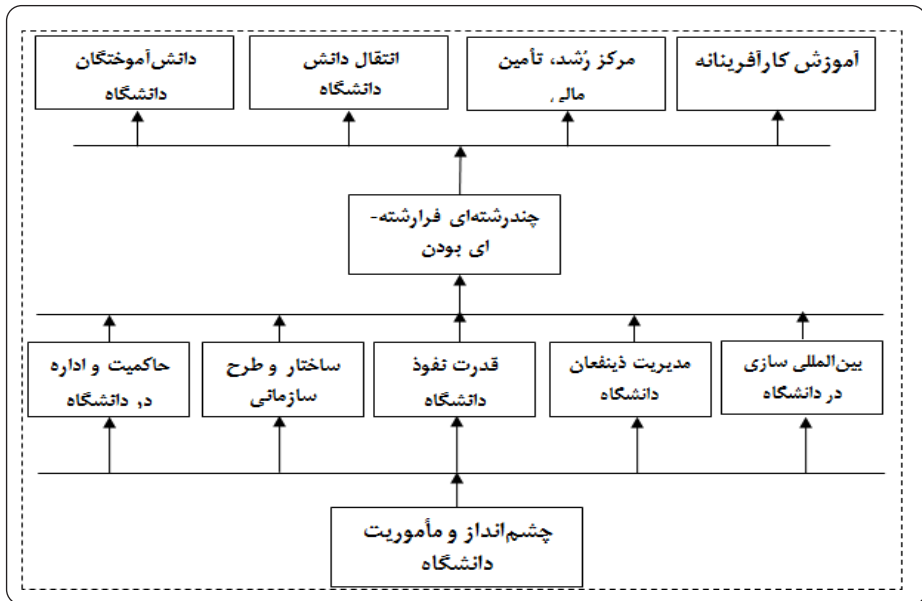 آموزش کارآفرینانه
مرکز رُشد، تأمین
مالی
انتقال دانش
دانشگاه
دانش‌آموختگان
دانشگاه
چندرشته‌ای فرارشته-
ای بودن
بین‌المللی سازی
در دانشگاه
مدیریت ذینفعان
دانشگاه
قدرت نفوذ
دانشگاه
ساختار و طرح
سازمانی
حاکمیت و اداره
در دانشگاه
چشم‌انداز و مأموریت
دانشگاه